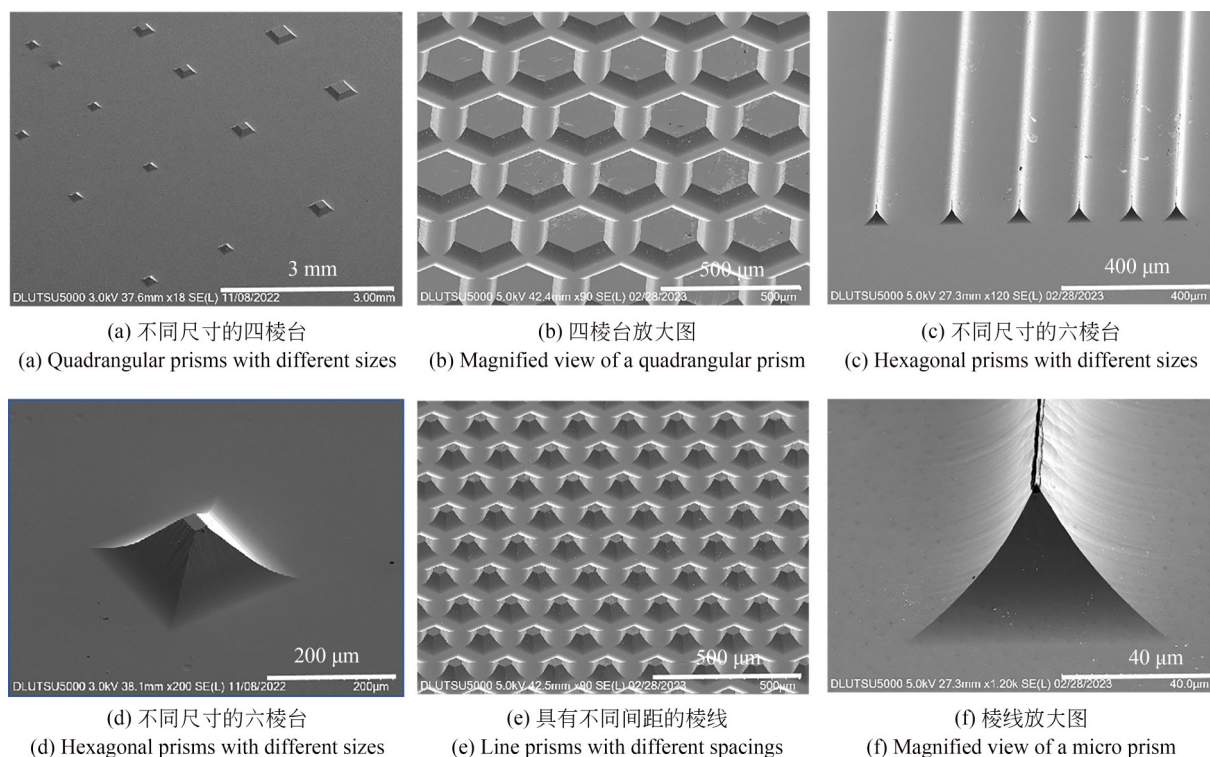 3 mm
DLUTSU5000 3.0kV 37.6mm x18 SE(L) 11/08/2022 3.00mm
500 μm
DLUTSU5000 5.0kV 42.4mm x90 SE(L) 02/28/2023 500μm
400 μm
DLUTSU5000 5.0kV 27.3mm x120 SE(L) 02/28/2023 400μm
(a) 不同尺寸的四棱台
(a) Quadrangular prisms with different sizes
(b) 四棱台放大图
(b) Magnified view of a quadrangular prism
(c) 不同尺寸的六棱台
(c) Hexagonal prisms with different sizes
200 μm
DLUTSU5000 3.0kV 38.1mm x200 SE(L) 11/08/2022 200μm
500 μm
DLUTSU5000 5.0kV 42.5mm x90 SE(L) 02/28/2023 500μm
40 μm
DLUTSU5000 5.0kV 27.3mm x1.20k SE(L) 02/28/2023 40.0μm
(d) 不同尺寸的六棱台
(d) Hexagonal prisms with different sizes
(e) 具有不同间距的棱线
(e) Line prisms with different spacings
(f) 棱线放大图
(f) Magnified view of a micro prism